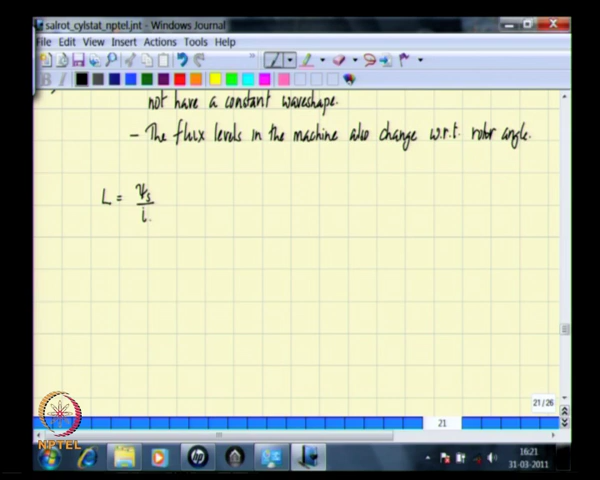 salrot_cylstat_nptel.jnt - Windows Journal
File Edit View Insert Actions Tools Help
not have a constant waveshape.
- The flux levels in the machine also change w.r.t. rotor angle.
L = ψs
i.
21 / 26
21
NPTEL
16:21
31-03-2011